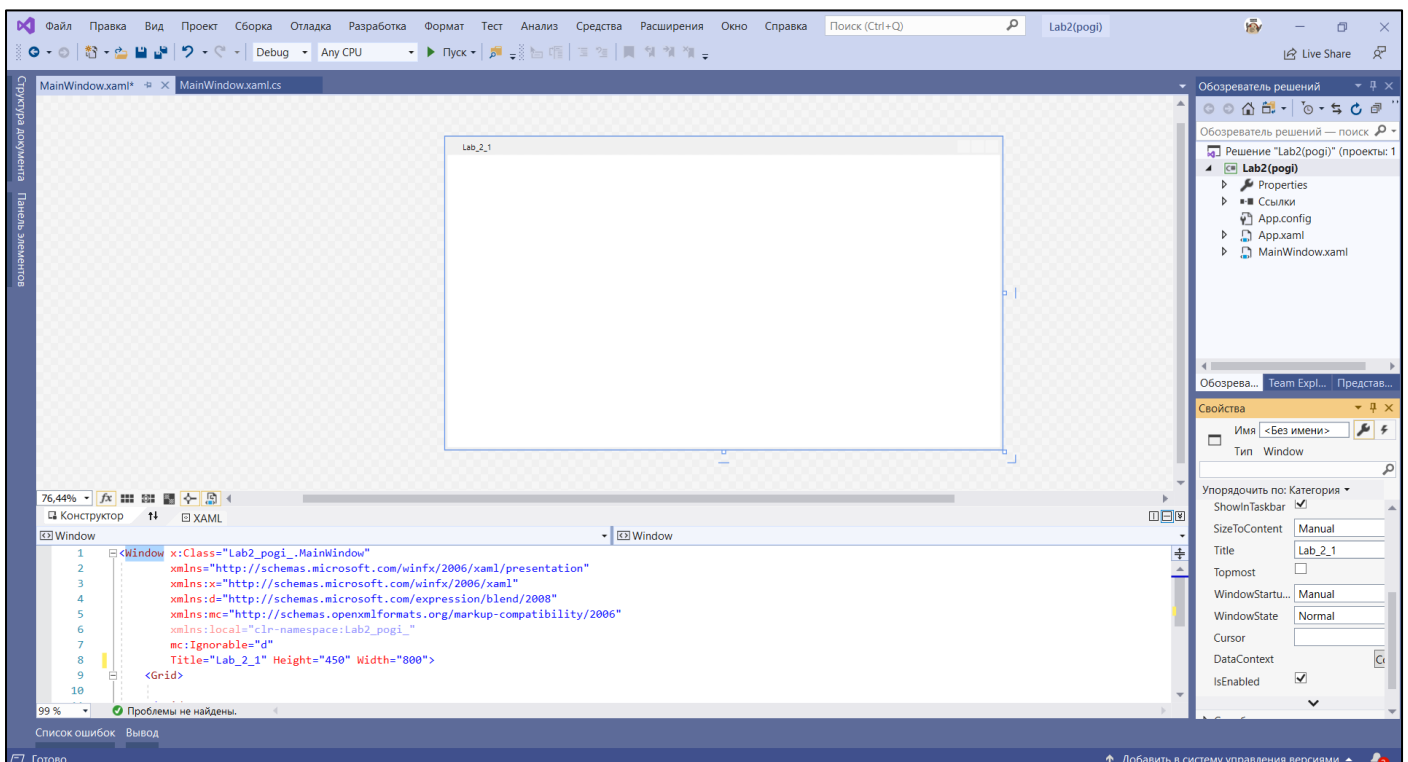 Файл Правка Вид Проект Сборка Отладка Разработка Формат Тест Анализ Средства Расширения Окно Справка Поиск (Ctrl+Q) Lab2(pogi)
Debug Any CPU Пуск Live Share
Структура документа
Панель элементов
MainWindow.xaml* MainWindow.xaml.cs
Lab_2_1
76,44% fx
Конструктор XAML
Window Window
1 <Window x:Class="Lab2_pogi_.MainWindow"
2 xmlns="http://schemas.microsoft.com/winfx/2006/xaml/presentation"
3 xmlns:x="http://schemas.microsoft.com/winfx/2006/xaml"
4 xmlns:d="http://schemas.microsoft.com/expression/blend/2008"
5 xmlns:mc="http://schemas.openxmlformats.org/markup-compatibility/2006"
6 xmlns:local="clr-namespace:Lab2_pogi_"
7 mc:Ignorable="d"
8 Title="Lab_2_1" Height="450" Width="800">
9 <Grid>
10
99 % Проблемы не найдены.
Список ошибок Вывод
Готово Добавить в систему управления версиями
Обозреватель решений
Обозреватель решений — поиск
Решение "Lab2(pogi)" (проекты: 1
C# Lab2(pogi)
Properties
Ссылки
App.config
App.xaml
MainWindow.xaml
Обозрева... Team Expl... Представ...
Свойства
Имя <Без имени>
Тип Window
Упорядочить по: Категория
ShowInTaskbar
SizeToContent Manual
Title Lab_2_1
Topmost
WindowStartu... Manual
WindowState Normal
Cursor
DataContext
IsEnabled